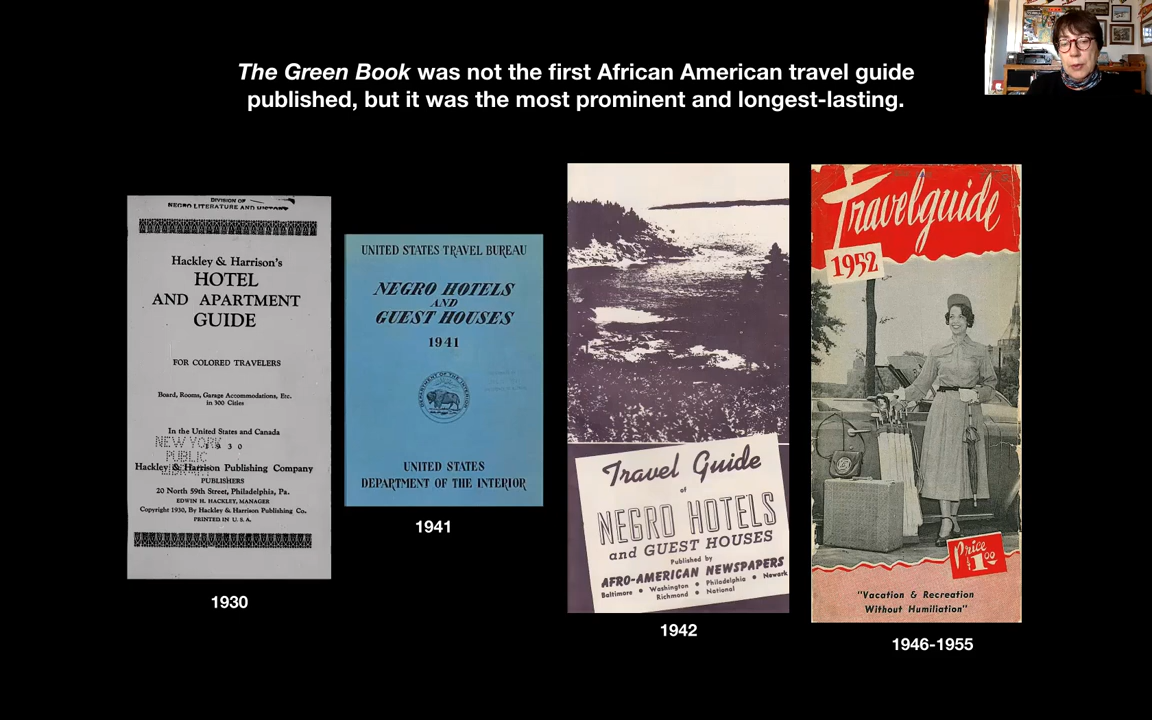 The Green Book was not the first African American travel guide
published, but it was the most prominent and longest-lasting.
DIVISION OF
NEGRO LITERATURE AND HISTORY
Hackley & Harrison's
HOTEL
AND APARTMENT
GUIDE
FOR COLORED TRAVELERS
Board, Rooms, Garage Accommodations, Etc.
in 300 Cities
In the United States and Canada
NEW YORK
1930
PUBLIC
Hackley & Harrison Publishing Company
PUBLISHERS
20 North 59th Street, Philadelphia, Pa.
EDWIN H. HACKLEY, MANAGER
Copyright 1930, By Hackley & Harrison Publishing Co.
PRINTED IN U. S. A.
1930
UNITED STATES TRAVEL BUREAU
NEGRO HOTELS
AND
GUEST HOUSES
1941
DEPARTMENT OF THE INTERIOR
UNITED STATES
DEPARTMENT OF THE INTERIOR
1941
Travel Guide
of
NEGRO HOTELS
and GUEST HOUSES
Published by
AFRO-AMERICAN NEWSPAPERS
Baltimore • Washington • Philadelphia • Newark
Richmond • National
1942
Travelguide
1952
Price
$1.00
"Vacation & Recreation
Without Humiliation"
1946-1955